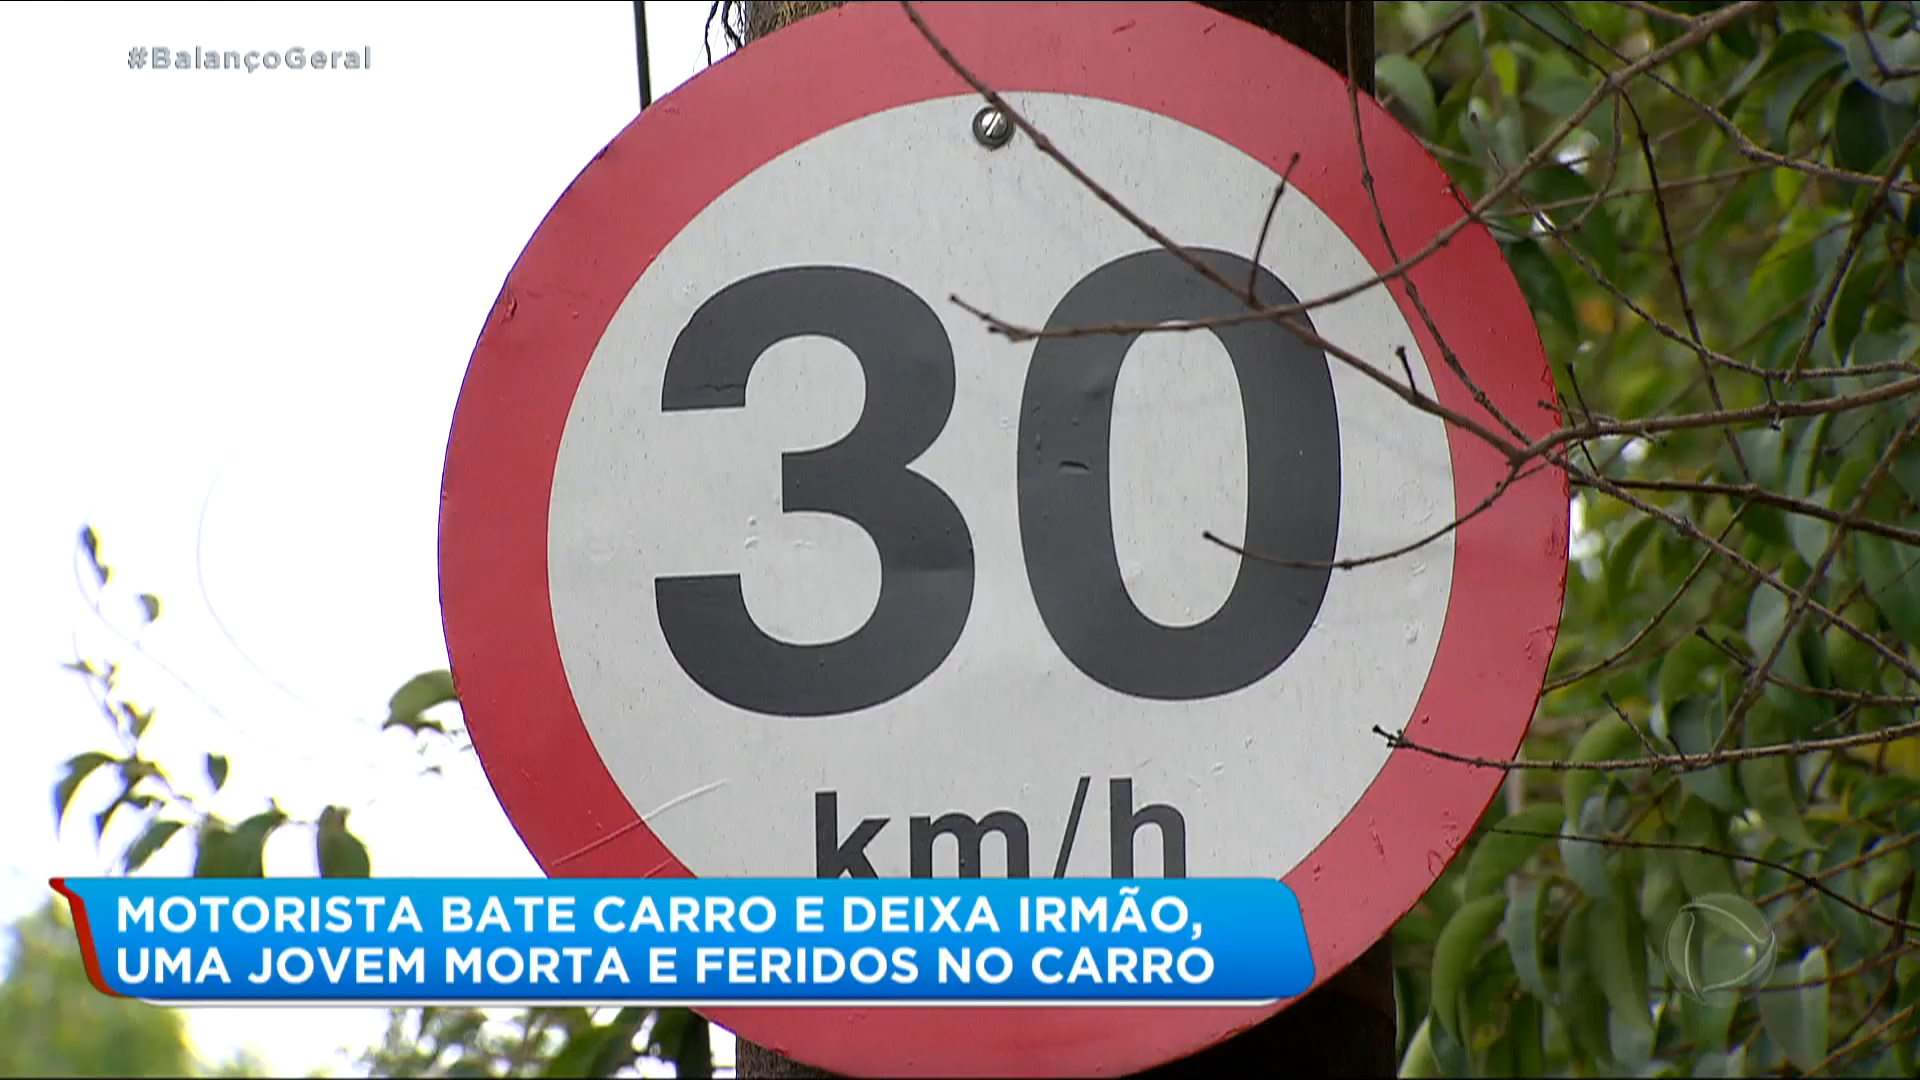 #BalançoGeral
30
km/h
MOTORISTA BATE CARRO E DEIXA IRMÃO,
UMA JOVEM MORTA E FERIDOS NO CARRO